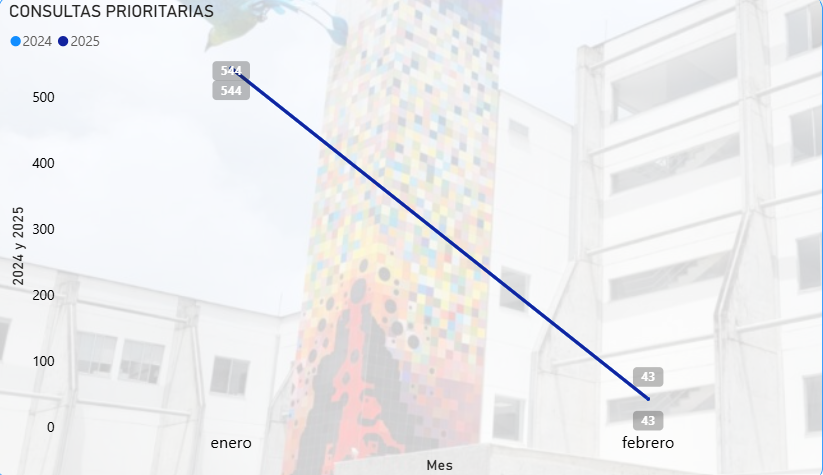 CONSULTAS PRIORITARIAS
2024 2025
544
544
500
400
300
200
100
0
2024 y 2025
43
43
enero febrero
Mes